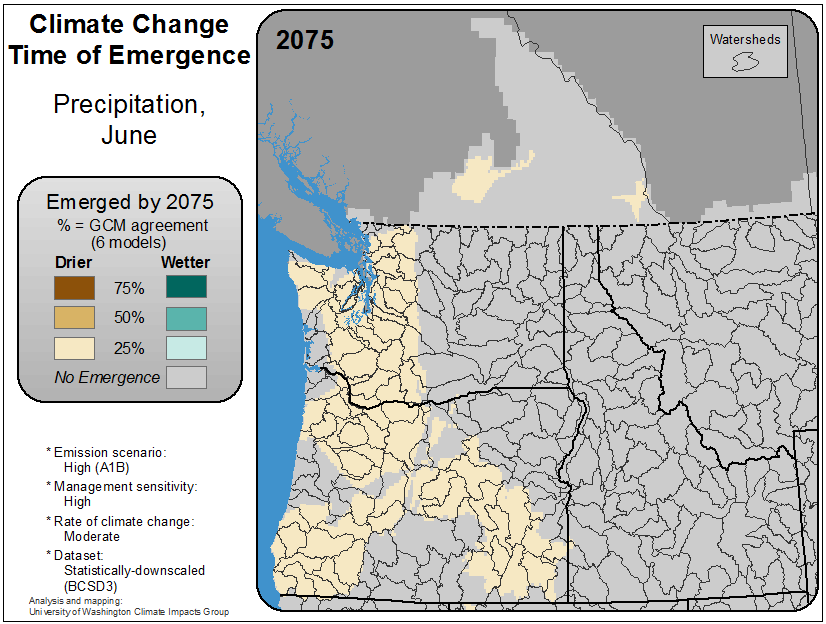 Climate Change
Time of Emergence
Precipitation,
June
Emerged by 2075
% = GCM agreement
(6 models)
Drier Wetter
75%
50%
25%
No Emergence
* Emission scenario:
High (A1B)
* Management sensitivity:
High
* Rate of climate change:
Moderate
* Dataset:
Statistically-downscaled
(BCSD3)
Analysis and mapping:
University of Washington Climate Impacts Group
2075
Watersheds